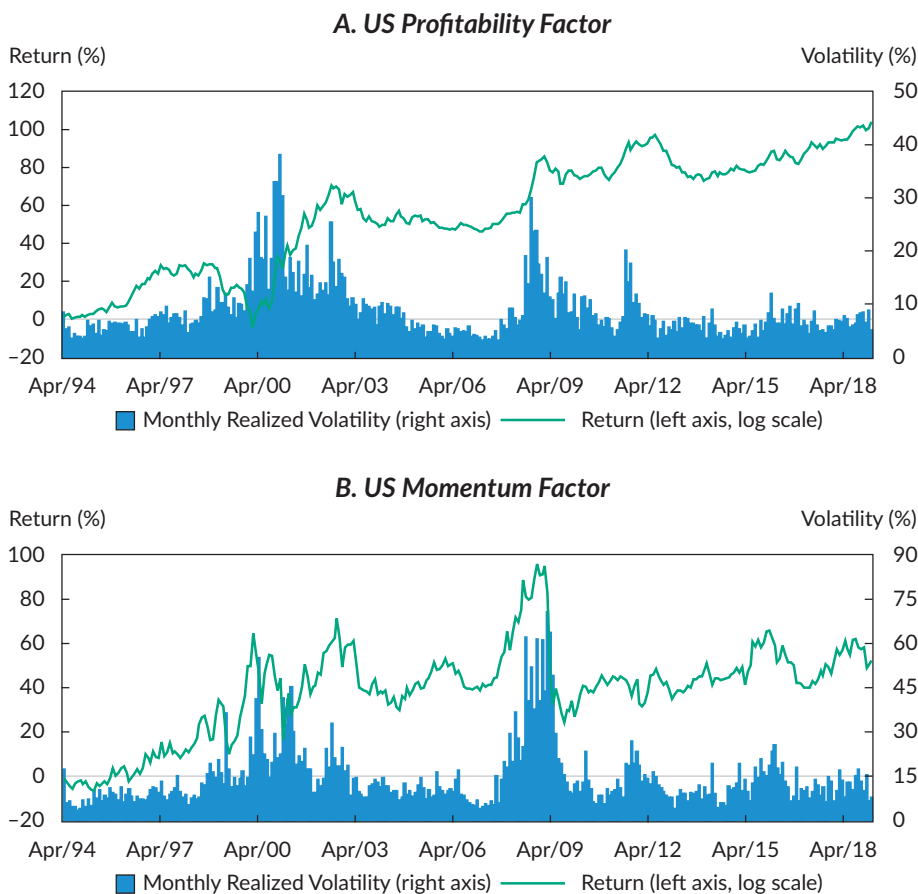 A. US Profitability Factor
Return (%) Volatility (%)
120 50
100 40
80
60 30
40 20
20
0 10
–20 0
Apr/94 Apr/97 Apr/00 Apr/03 Apr/06 Apr/09 Apr/12 Apr/15 Apr/18
Monthly Realized Volatility (right axis) Return (left axis, log scale)
B. US Momentum Factor
Return (%) Volatility (%)
100 90
80 75
60 60
40 45
20 30
0 15
–20 0
Apr/94 Apr/97 Apr/00 Apr/03 Apr/06 Apr/09 Apr/12 Apr/15 Apr/18
Monthly Realized Volatility (right axis) Return (left axis, log scale)